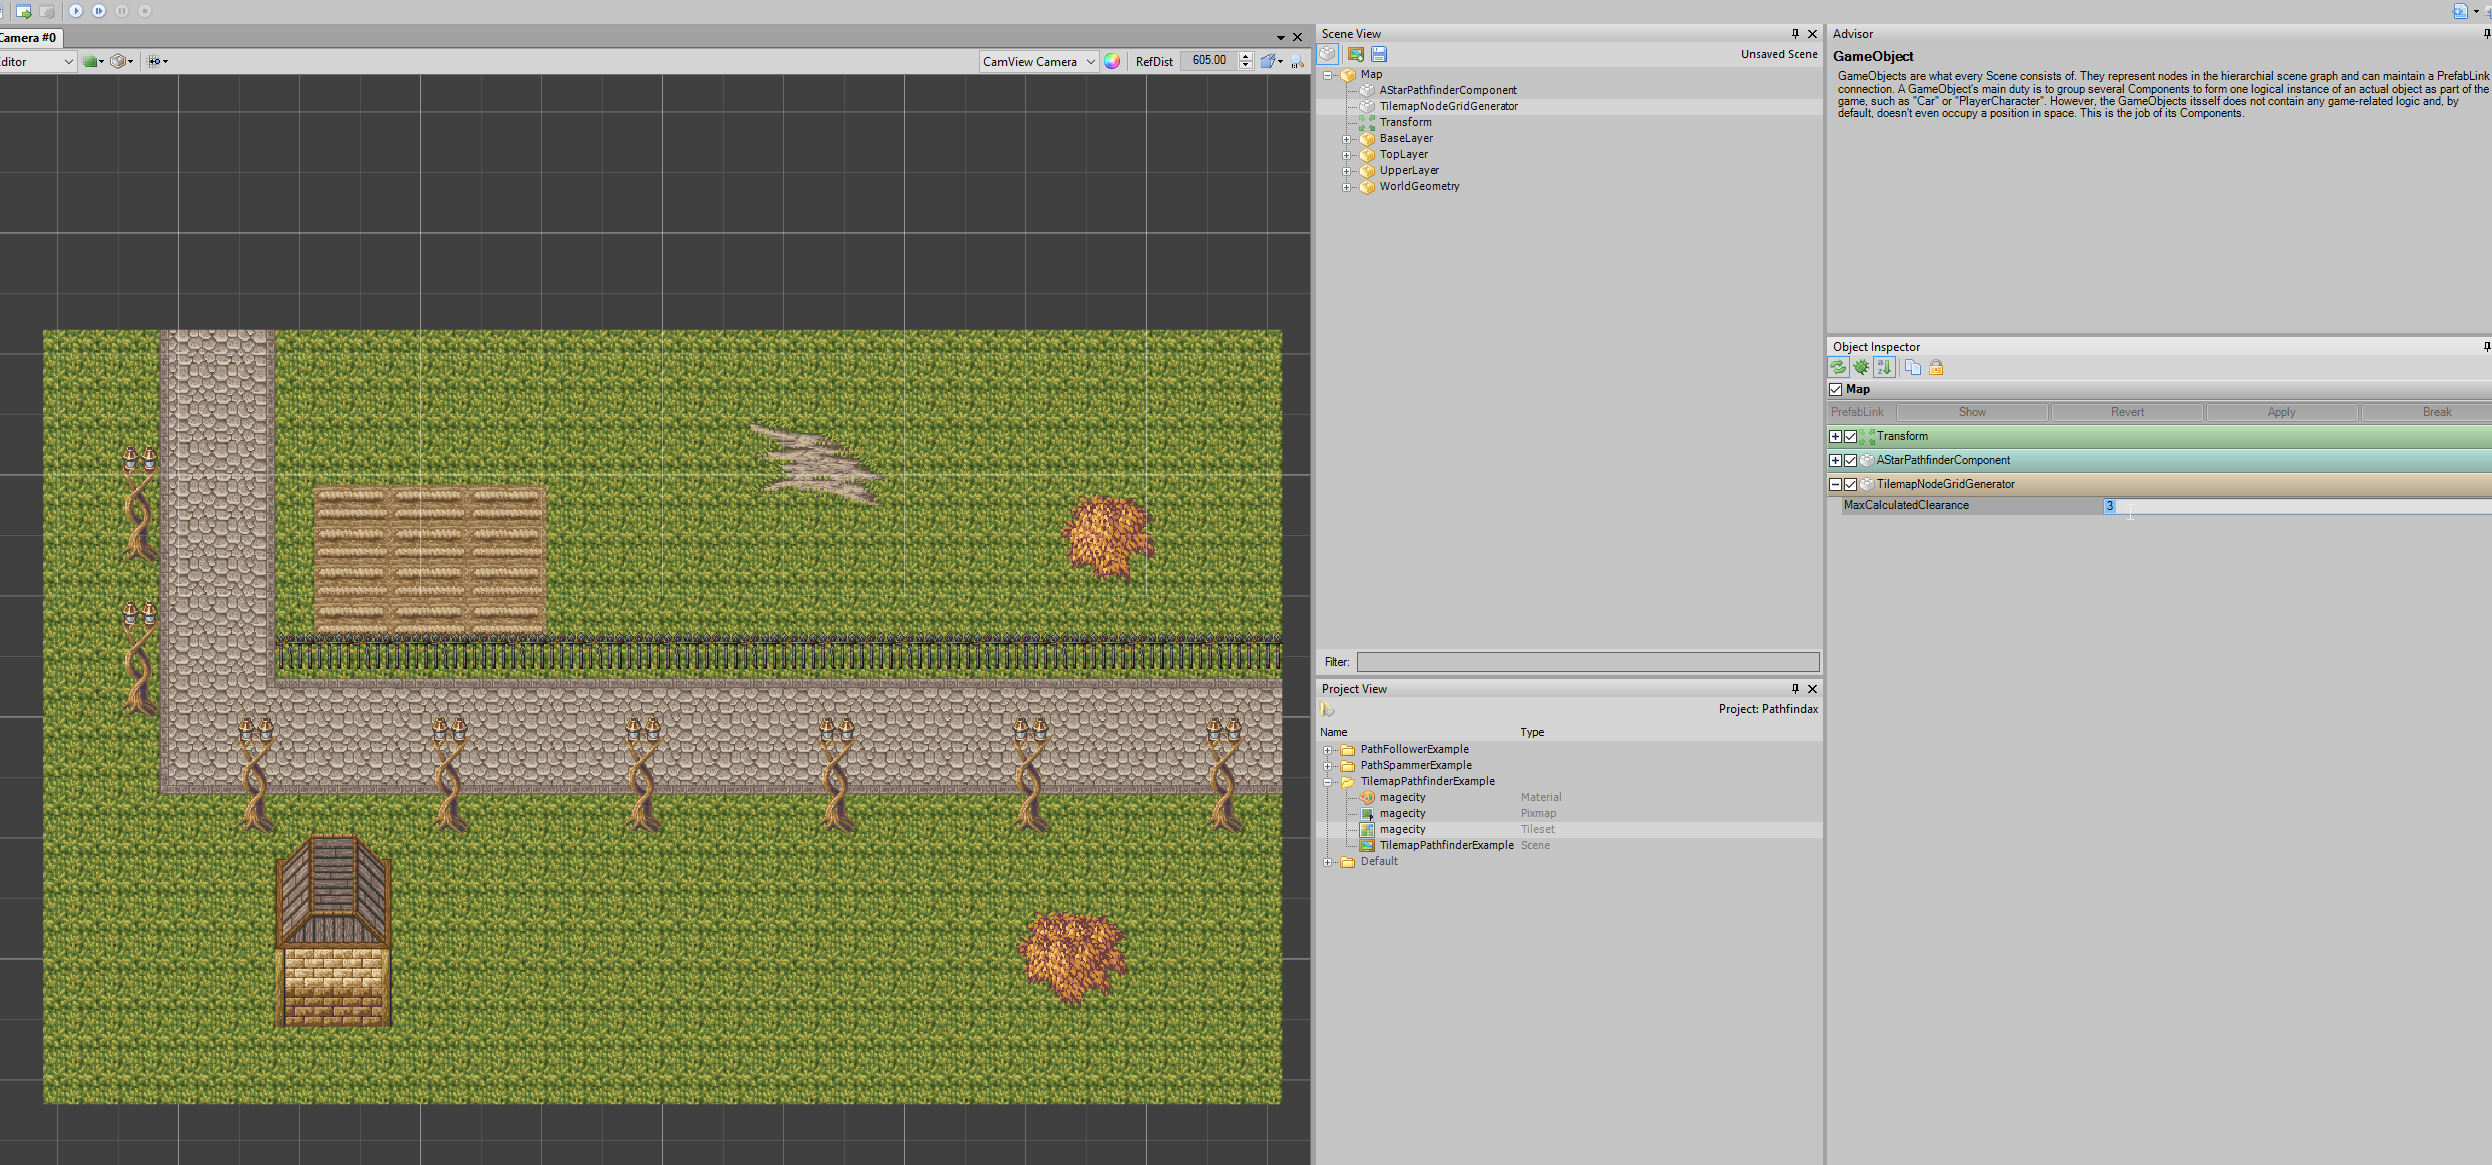 Camera #0
ditor
CamView Camera
RefDist
605.00
Scene View
Unsaved Scene
Map
AStarPathfinderComponent
TilemapNodeGridGenerator
Transform
BaseLayer
TopLayer
UpperLayer
WorldGeometry
Filter:
Project View
Project: Pathfindax
Name Type
PathFollowerExample
PathSpammerExample
TilemapPathfinderExample
magecity Material
magecity Pixmap
magecity Tileset
TilemapPathfinderExample Scene
Default
Advisor
GameObject
GameObjects are what every Scene consists of. They represent nodes in the hierarchial scene graph and can maintain a PrefabLink
connection. A GameObject's main duty is to group several Components to form one logical instance of an actual object as part of the
game, such as "Car" or "PlayerCharacter". However, the GameObjects itsself does not contain any game-related logic and, by
default, doesn't even occupy a position in space. This is the job of its Components.
Object Inspector
Map
PrefabLink Show Revert Apply Break
Transform
AStarPathfinderComponent
TilemapNodeGridGenerator
MaxCalculatedClearance 3